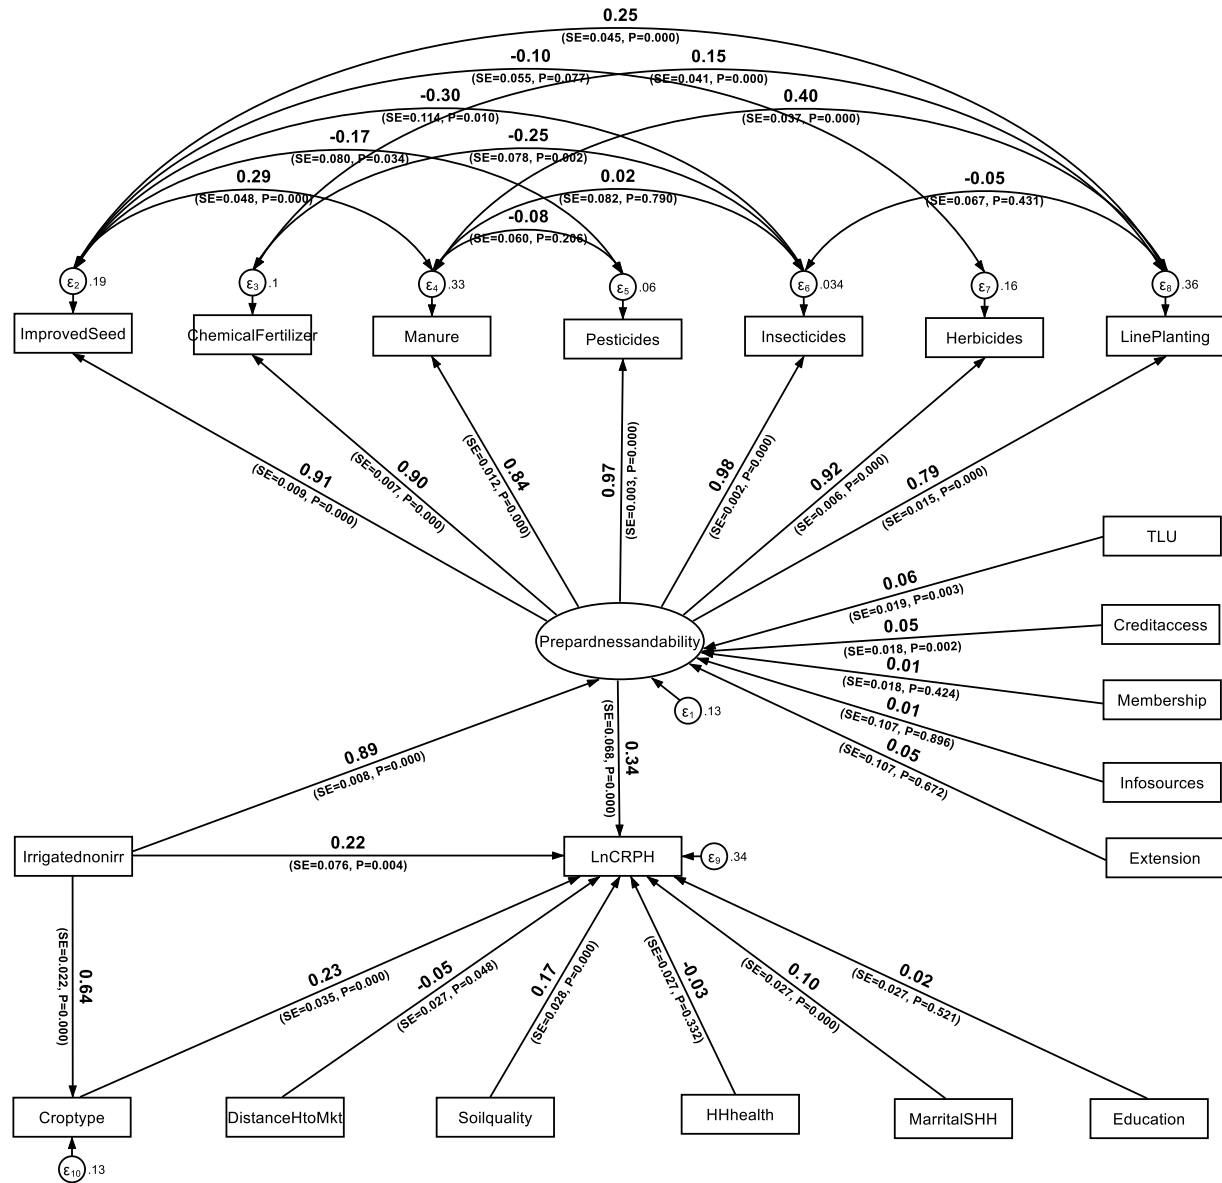 0.25
(SE=0.045, P=0.000)
-0.10
(SE=0.055, P=0.077)
0.15
(SE=0.041, P=0.000)
-0.30
(SE=0.114, P=0.010)
0.40
(SE=0.037, P=0.000)
-0.17
(SE=0.080, P=0.034)
-0.25
(SE=0.078, P=0.002)
0.29
(SE=0.048, P=0.000)
0.02
(SE=0.082, P=0.790)
-0.05
(SE=0.067, P=0.431)
-0.08
(SE=0.060, P=0.206)
ε2 .19
ε3 .1
ε4 .33
ε5 .06
ε6 .034
ε7 .16
ε8 .36
ImprovedSeed
ChemicalFertilizer
Manure
Pesticides
Insecticides
Herbicides
LinePlanting
0.91
(SE=0.009, P=0.000)
0.90
(SE=0.007, P=0.000)
0.84
(SE=0.012, P=0.000)
0.97
(SE=0.003, P=0.000)
0.98
(SE=0.002, P=0.000)
0.92
(SE=0.006, P=0.000)
0.79
(SE=0.015, P=0.000)
TLU
0.06
(SE=0.019, P=0.003)
Creditaccess
0.05
(SE=0.018, P=0.002)
Prepardnessandability
0.01
(SE=0.018, P=0.424)
Membership
0.01
(SE=0.107, P=0.896)
Infosources
0.05
(SE=0.107, P=0.672)
Extension
ε1 .13
0.89
(SE=0.008, P=0.000)
0.34
(SE=0.068, P=0.000)
Irrigatednonirr
0.22
(SE=0.076, P=0.004)
LnCRPH
ε9 .34
0.64
(SE=0.022, P=0.000)
0.23
(SE=0.035, P=0.000)
-0.05
(SE=0.027, P=0.048)
0.17
(SE=0.028, P=0.000)
-0.03
(SE=0.027, P=0.332)
0.10
(SE=0.027, P=0.000)
0.02
(SE=0.027, P=0.521)
Croptype
DistanceHtoMkt
Soilquality
HHhealth
MarritalSHH
Education
ε10 .13